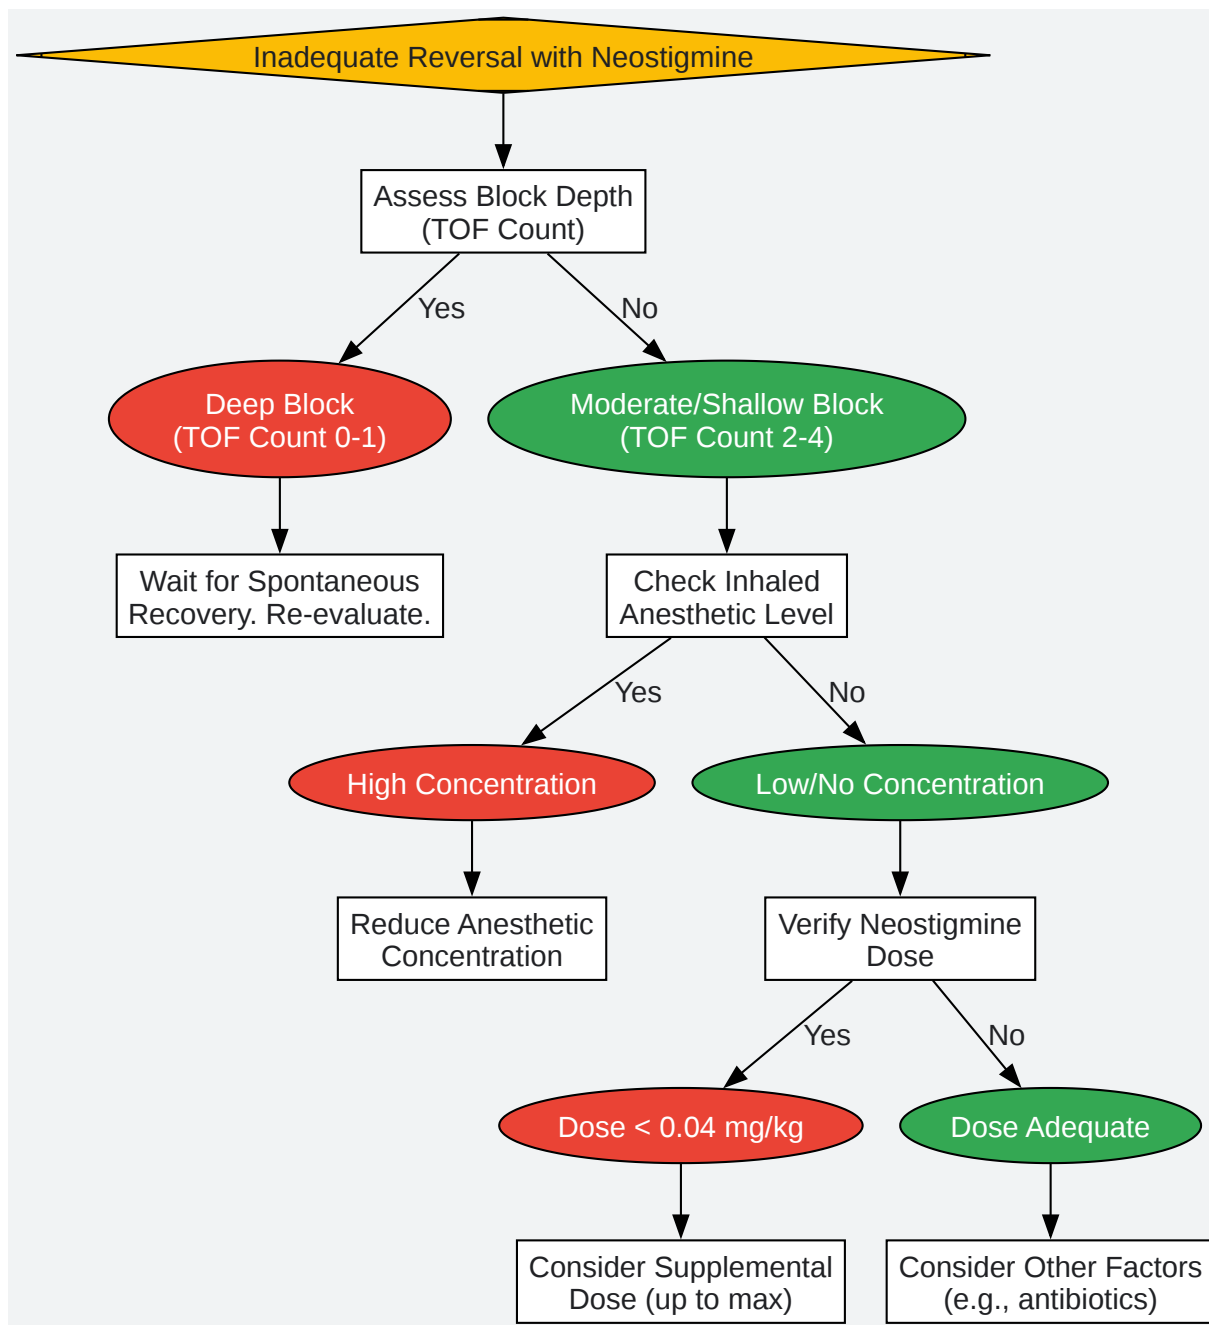 Inadequate Reversal with Neostigmine
Assess Block Depth
(TOF Count)
Yes
No
Deep Block
(TOF Count 0-1)
Moderate/Shallow Block
(TOF Count 2-4)
Wait for Spontaneous
Recovery. Re-evaluate.
Check Inhaled
Anesthetic Level
Yes
No
High Concentration
Low/No Concentration
Reduce Anesthetic
Concentration
Verify Neostigmine
Dose
Yes
No
Dose < 0.04 mg/kg
Dose Adequate
Consider Supplemental
Dose (up to max)
Consider Other Factors
(e.g., antibiotics)